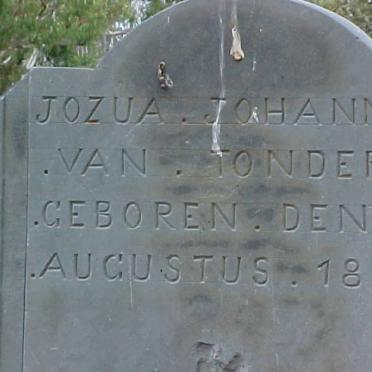 JOZUA . JOHANN
. VAN . TONDER
. GEBOREN . DEN
. AUGUSTUS . 18